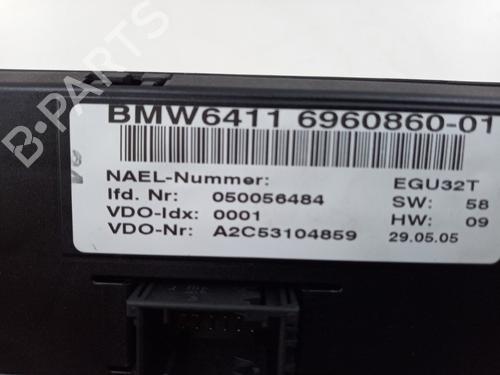 BMW6411 6960860-01
NAEL-Nummer: EGU32T
lfd. Nr: 050056484 SW: 58
VDO-Idx: 0001 HW: 09
VDO-Nr: A2C53104859 29.05.05
B-PARTS